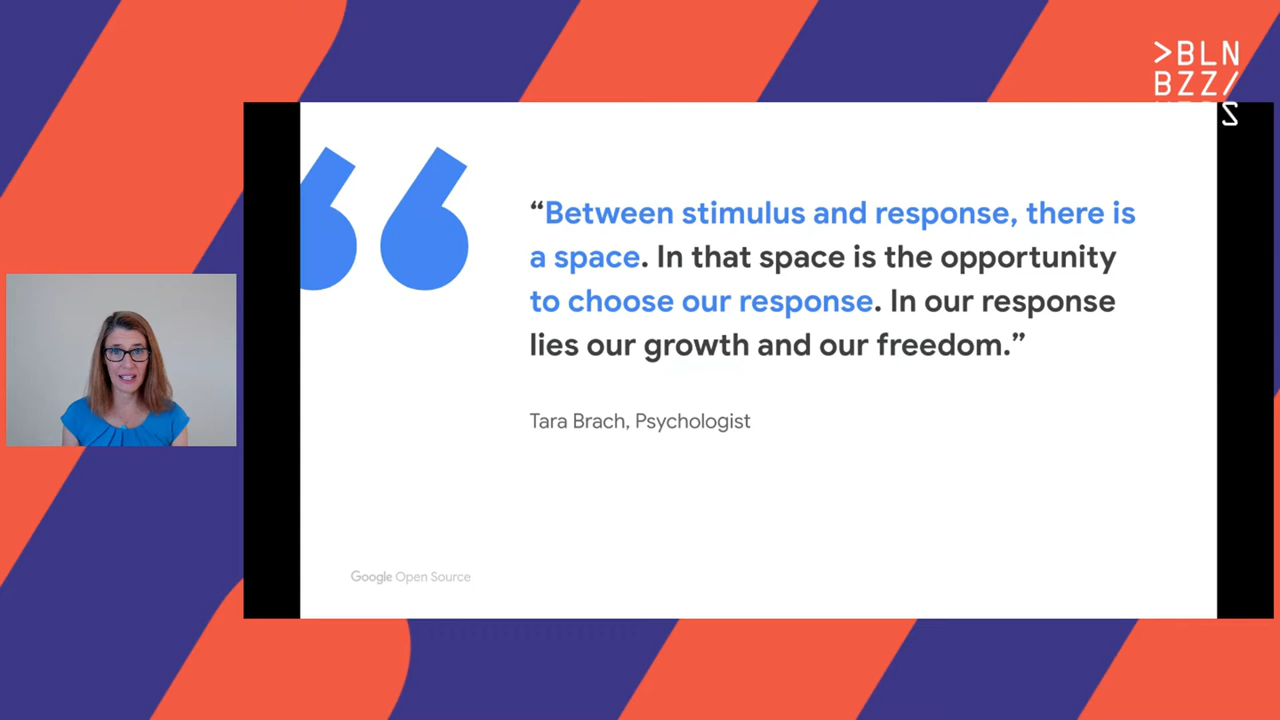 >BLN
BZZ/
“Between stimulus and response, there is
a space. In that space is the opportunity
to choose our response. In our response
lies our growth and our freedom.”
Tara Brach, Psychologist
Google Open Source